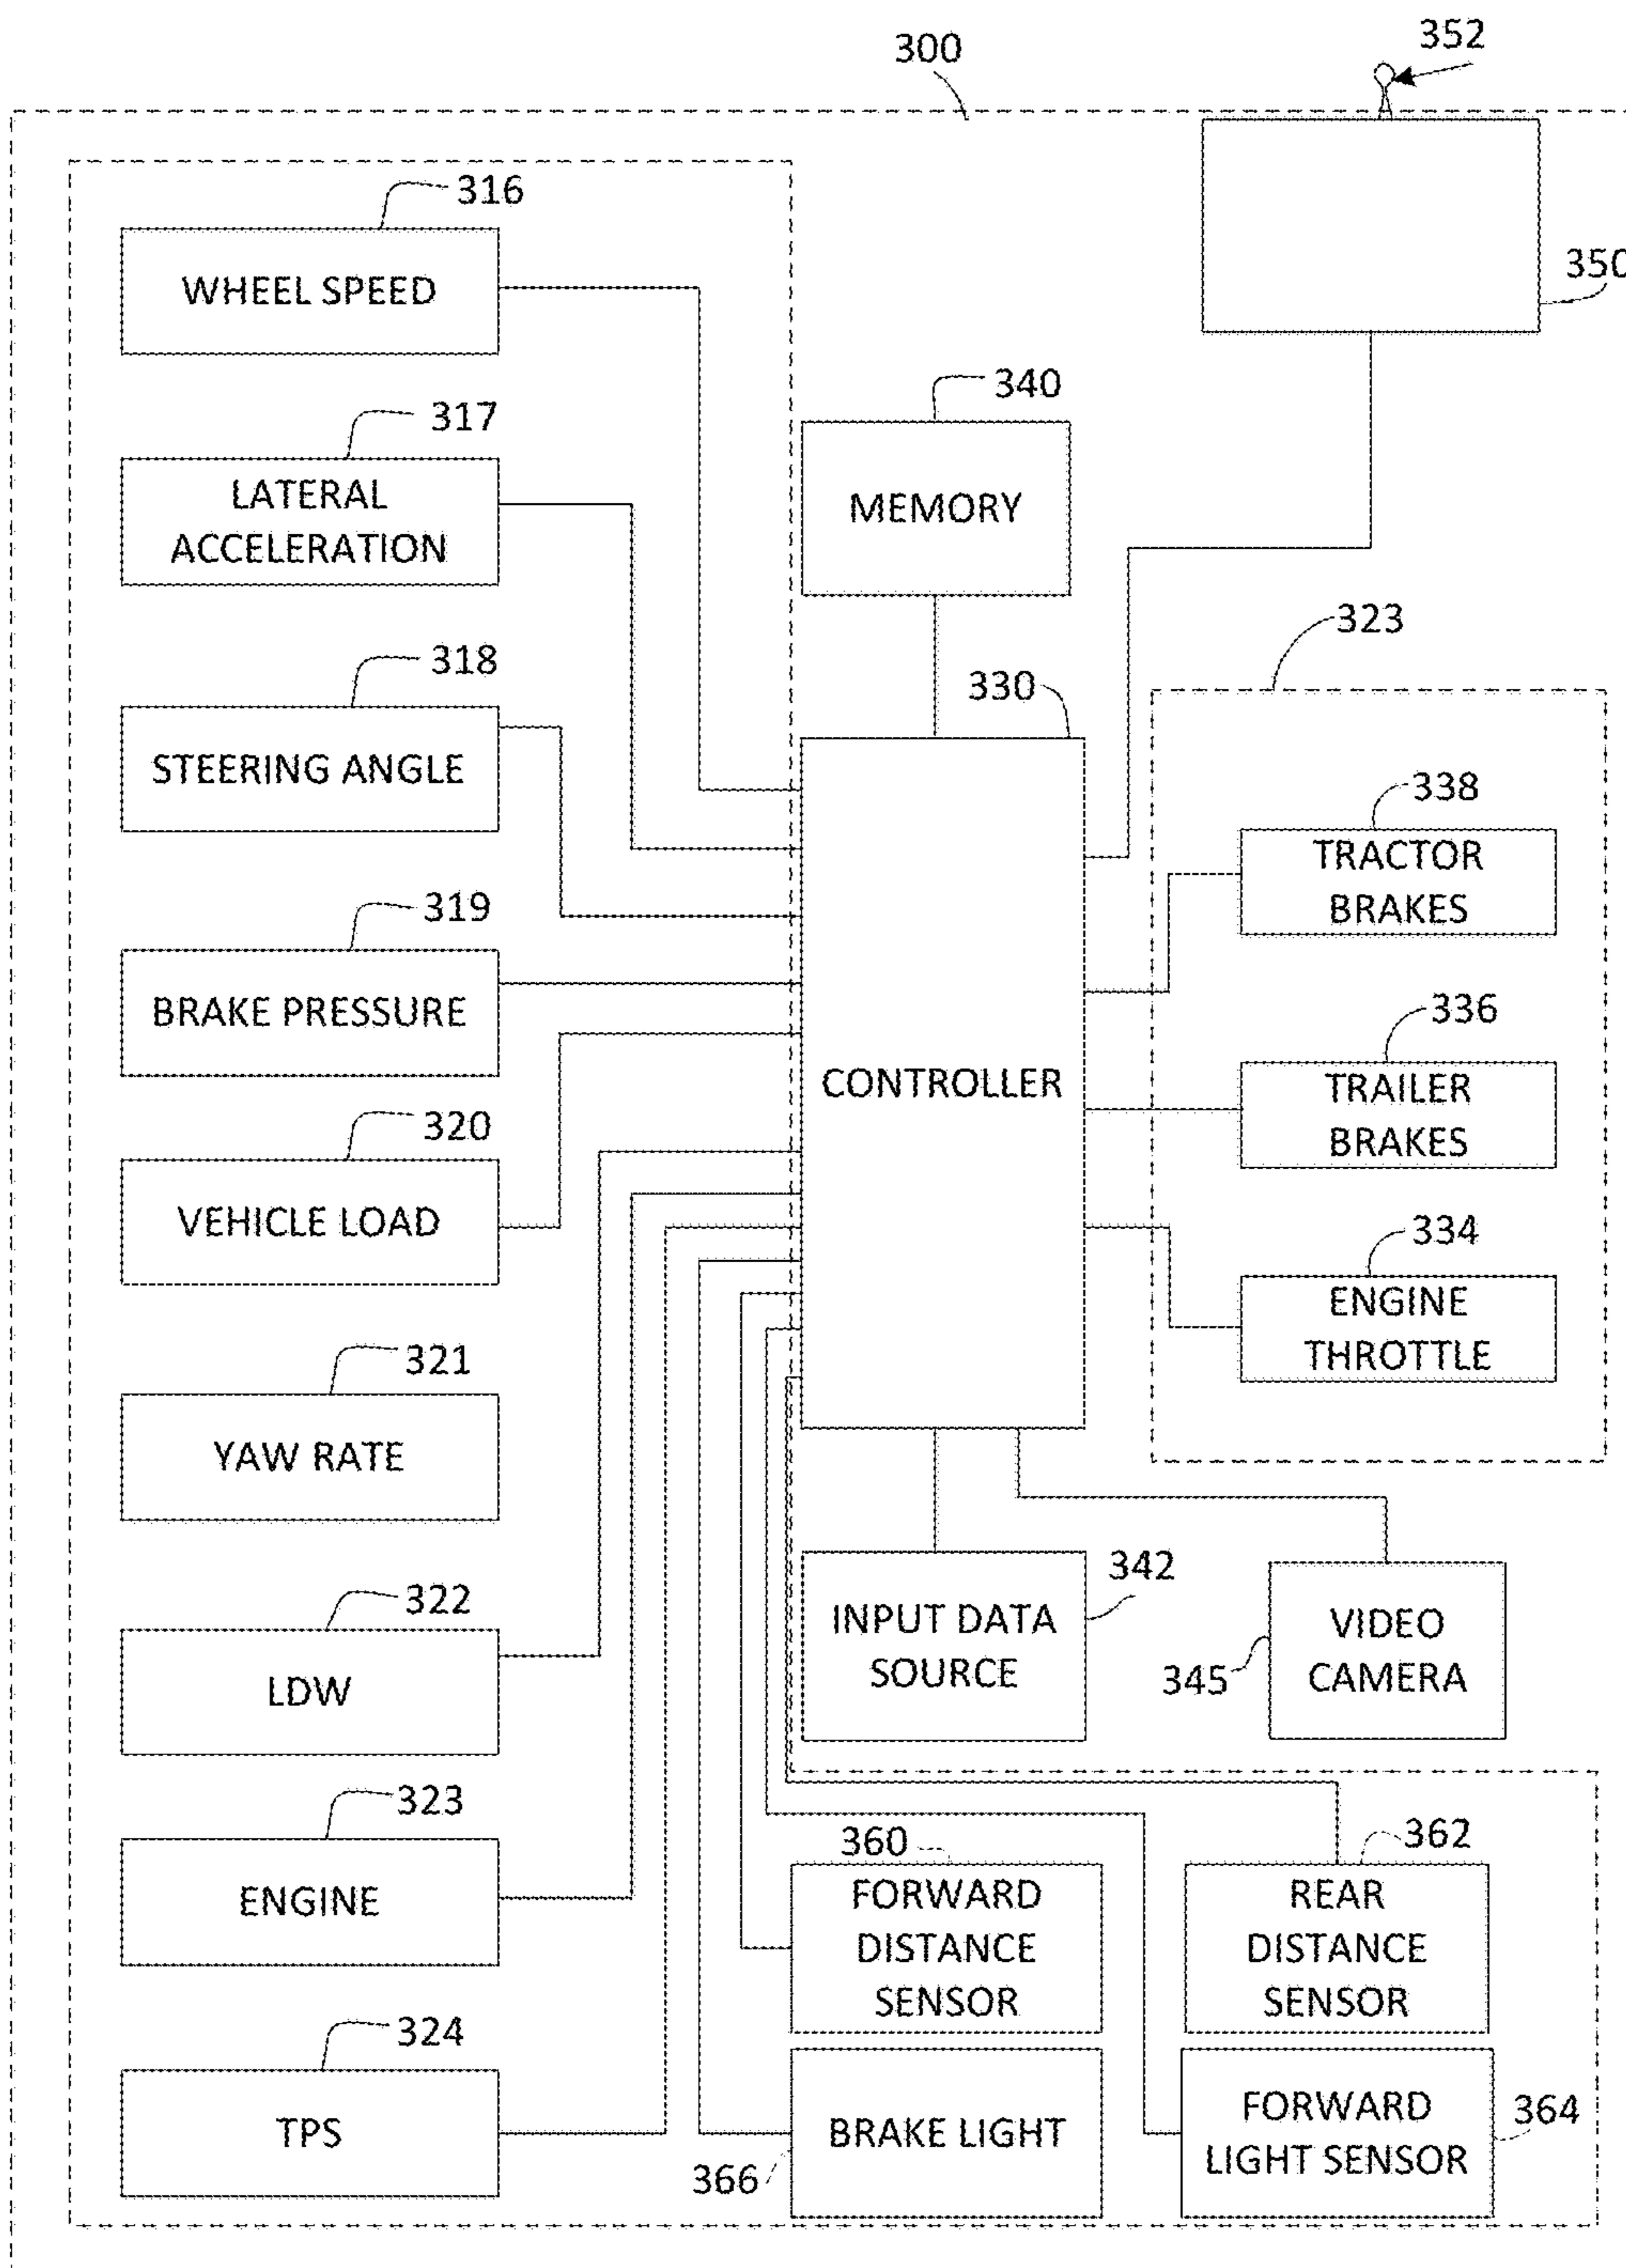 300
352
316
WHEEL SPEED
350
340
MEMORY
317
LATERAL
ACCELERATION
323
318
STEERING ANGLE
330
CONTROLLER
338
TRACTOR
BRAKES
319
BRAKE PRESSURE
336
TRAILER
BRAKES
320
VEHICLE LOAD
334
ENGINE
THROTTLE
321
YAW RATE
322
LDW
342
INPUT DATA
SOURCE
345
VIDEO
CAMERA
323
ENGINE
360
FORWARD
DISTANCE
SENSOR
362
REAR
DISTANCE
SENSOR
324
TPS
366
BRAKE LIGHT
FORWARD
LIGHT SENSOR
364